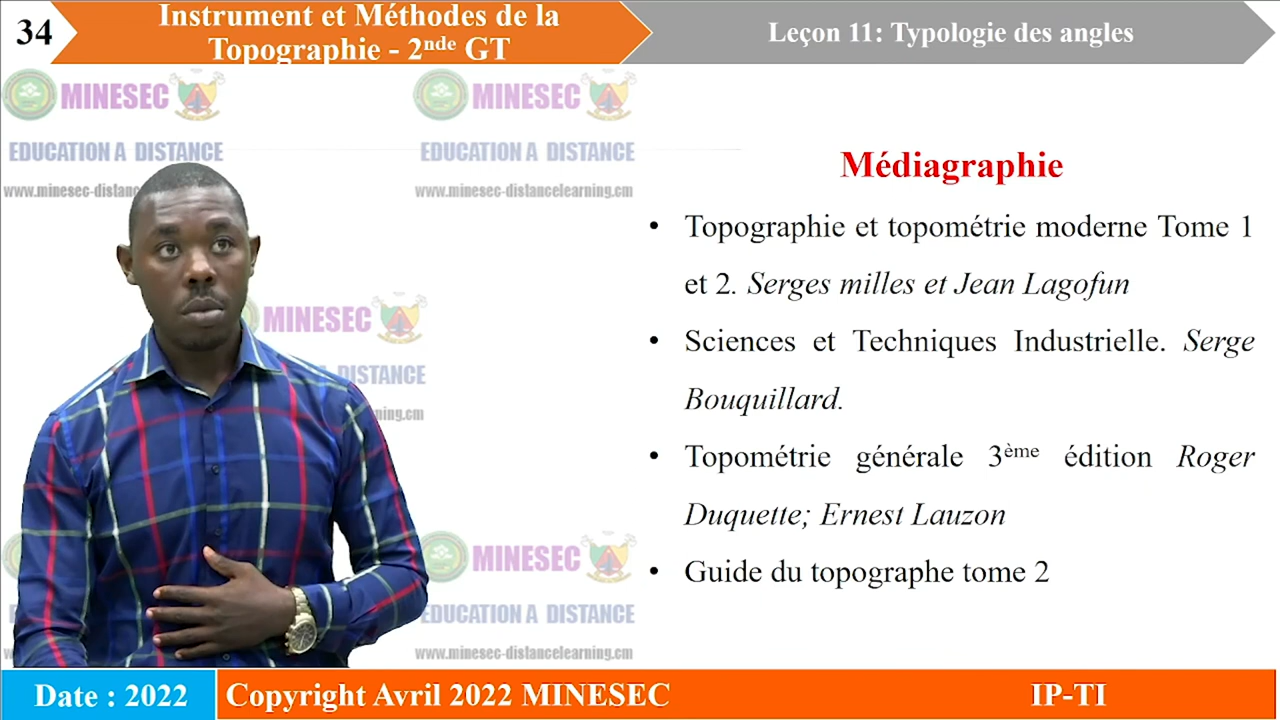 34
Instrument et Méthodes de la
Topographie - 2nde GT
Leçon 11: Typologie des angles
MINESEC
MINESEC
EDUCATION A DISTANCE
EDUCATION A DISTANCE
www.minesec-distance
www.minesec-distancelearning.cm
Médiagraphie
• Topographie et topométrie moderne Tome 1
et 2. Serges milles et Jean Lagofun
• Sciences et Techniques Industrielle. Serge
Bouquillard.
• Topométrie générale 3ème édition Roger
Duquette; Ernest Lauzon
• Guide du topographe tome 2
MINESEC
DISTANCE
ning.cm
MINESEC
EDUCATION A DISTANCE
www.minesec-distancelearning.cm
Date : 2022
Copyright Avril 2022 MINESEC
IP-TI